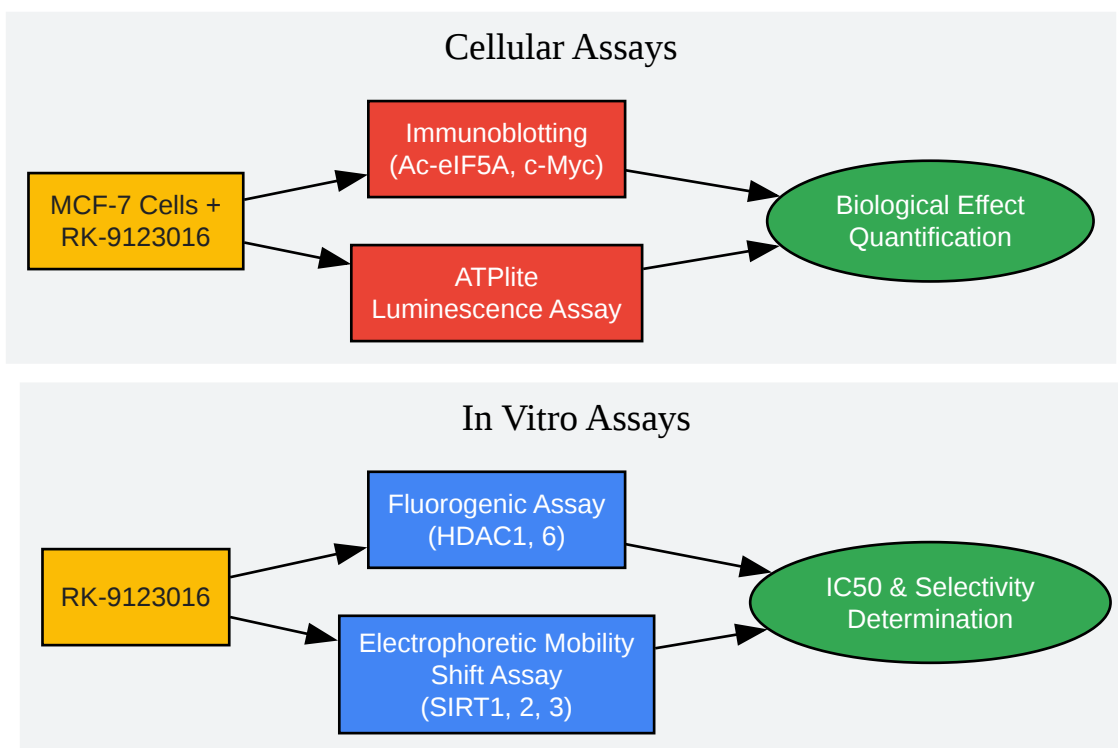 Cellular Assays
MCF-7 Cells +
RK-9123016
Immunoblotting
(Ac-eIF5A, c-Myc)
ATPlite
Luminescence Assay
Biological Effect
Quantification
In Vitro Assays
RK-9123016
Fluorogenic Assay
(HDAC1, 6)
Electrophoretic Mobility
Shift Assay
(SIRT1, 2, 3)
IC50 & Selectivity
Determination